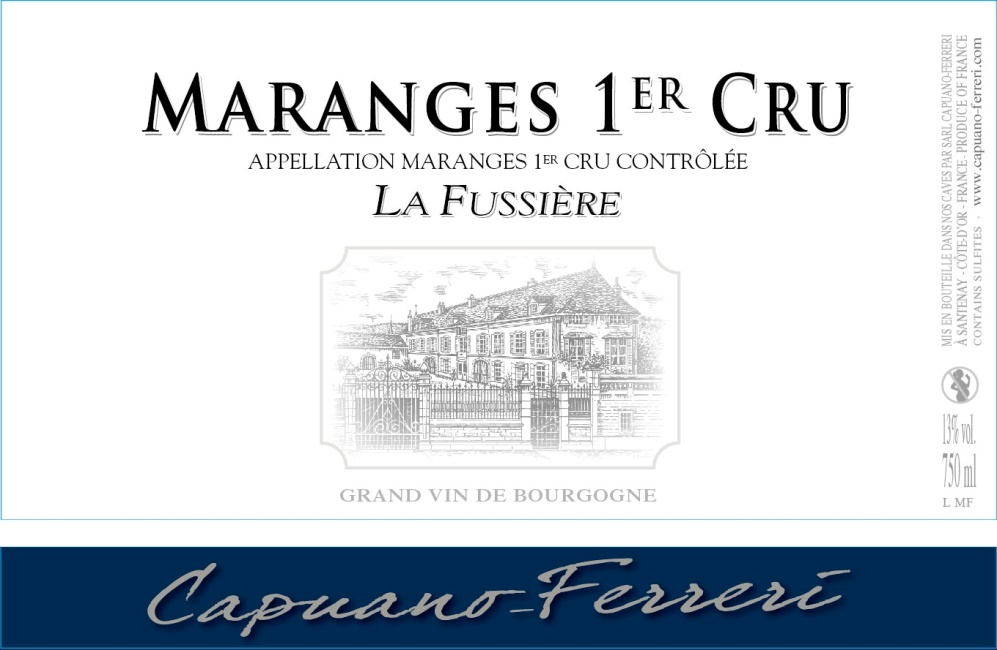 MARANGES 1ER CRU
APPELLATION MARANGES 1ER CRU CONTRÔLÉE
LA FUSSIÈRE
GRAND VIN DE BOURGOGNE
Capuano-Ferreri
MIS EN BOUTEILLE DANS NOS CAVES PAR SARL CAPUANO-FERRERI
À SANTENAY - CÔTE-D'OR - FRANCE - PRODUCE OF FRANCE
CONTAINS SULFITES - www.capuano-ferreri.com
13% vol.
750 ml
L MF